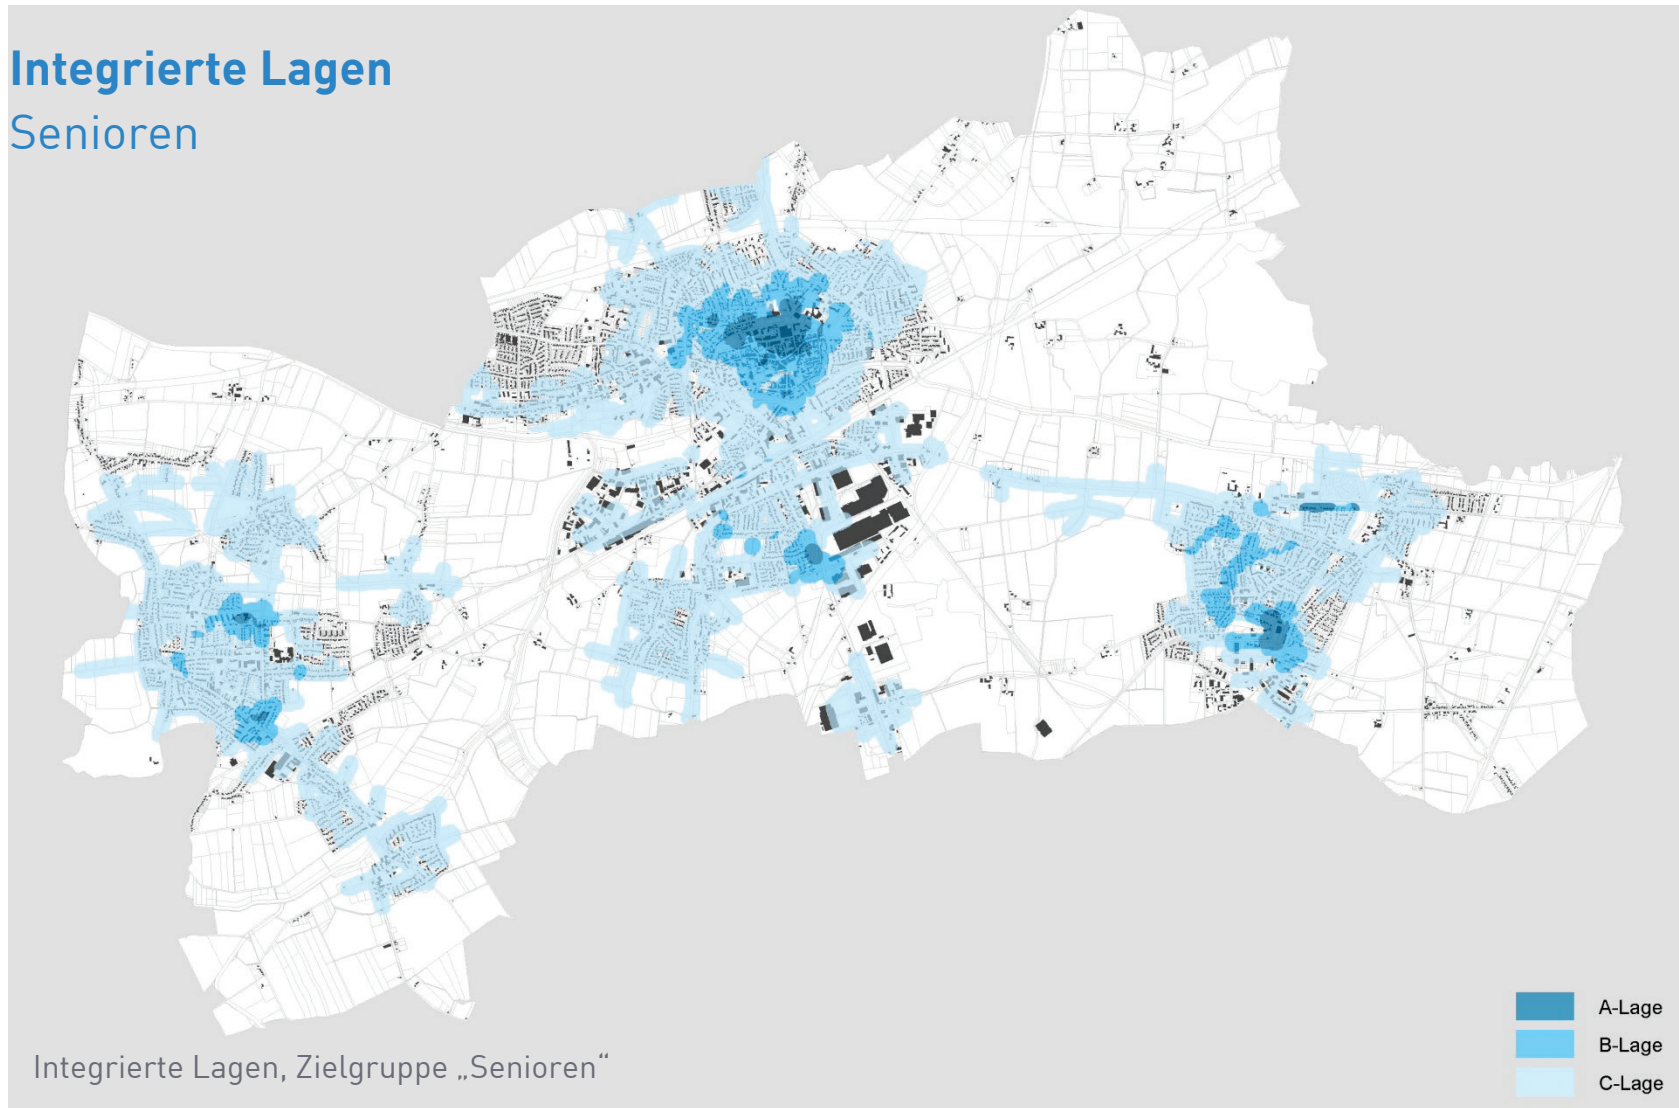 Integrierte Lagen
Senioren
A-Lage
B-Lage
C-Lage
Integrierte Lagen, Zielgruppe „Senioren“